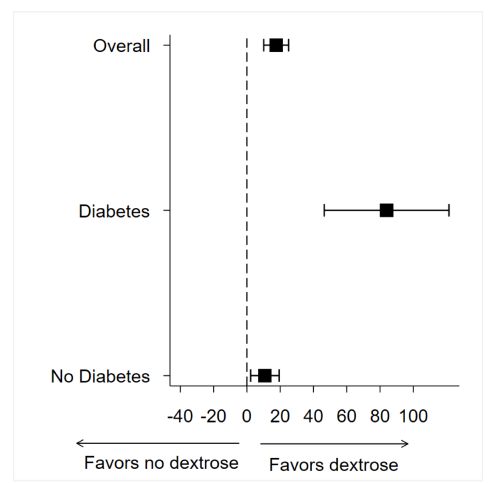 Overall
Diabetes
No Diabetes
-40 -20 0 20 40 60 80 100
Favors no dextrose
Favors dextrose